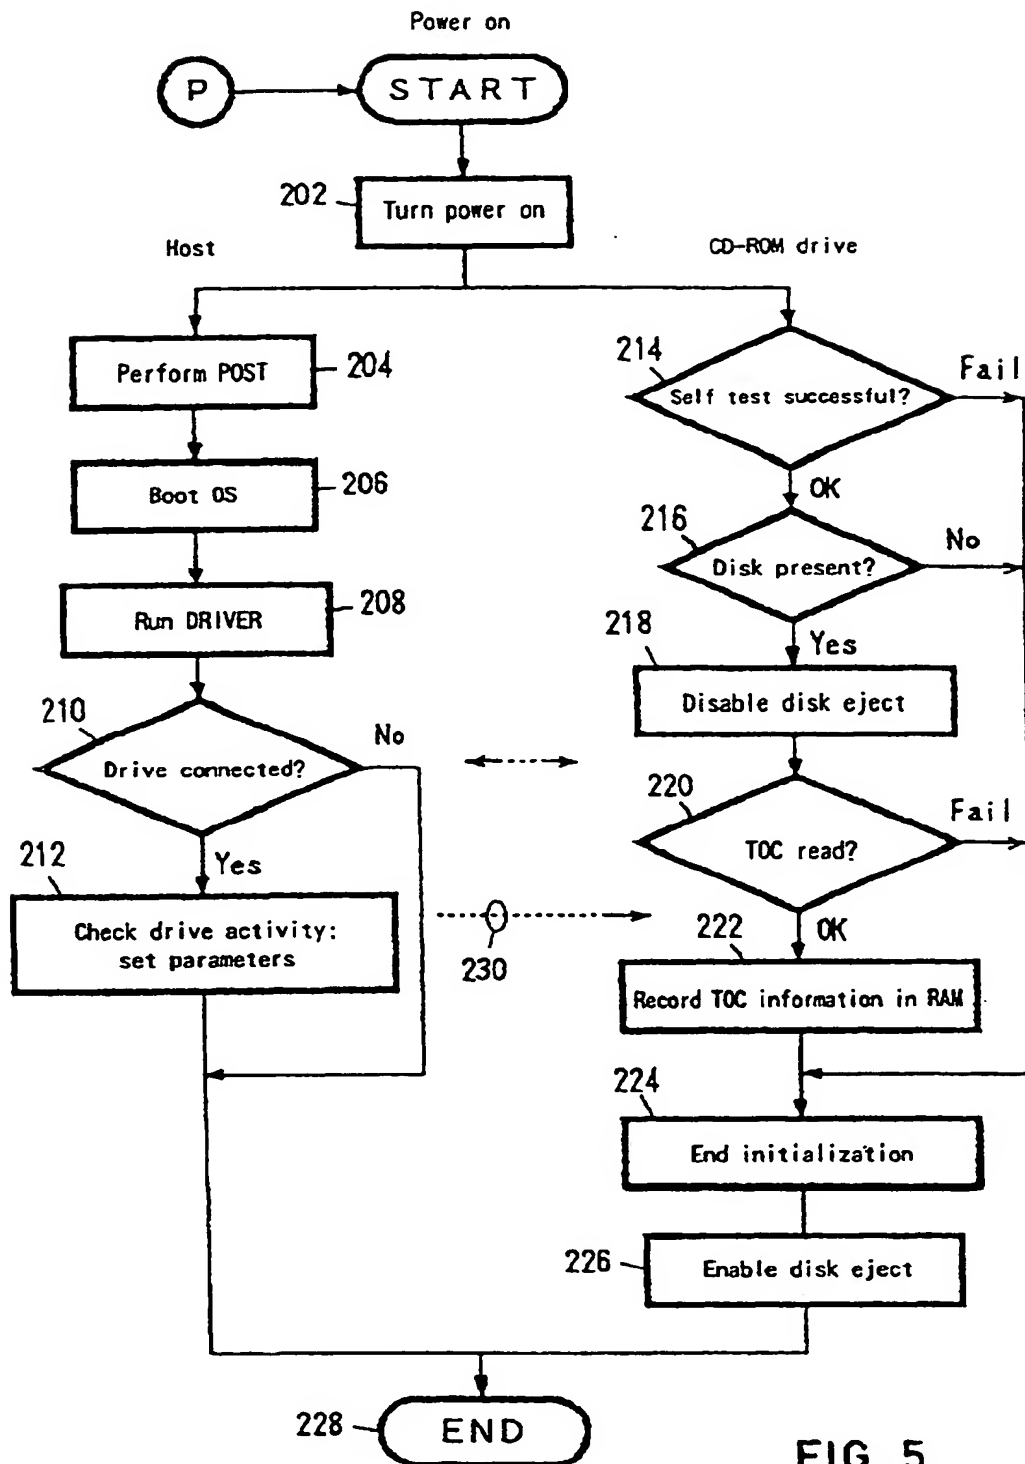 Power on
P
START
202
Turn power on
Host
CD-ROM drive
Perform POST
204
214
Self test successful?
Fail
OK
Boot OS
206
216
Disk present?
No
Yes
Run DRIVER
208
218
Disable disk eject
210
Drive connected?
No
Yes
220
TOC read?
Fail
OK
212
Check drive activity:
set parameters
230
222
Record TOC information in RAM
224
End initialization
226
Enable disk eject
228
END
FIG. 5